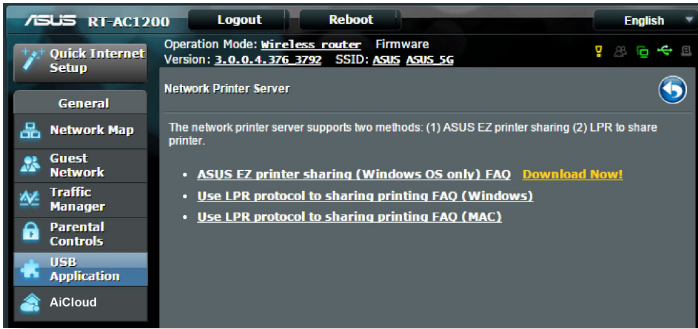 ASUS RT-AC1200 Logout Reboot English
Quick Internet Setup
Operation Mode: Wireless router Firmware
Version: 3.0.0.4.376_3792 SSID: ASUS ASUS_5G
General
Network Map
Guest Network
Traffic Manager
Parental Controls
USB Application
AiCloud
Network Printer Server
The network printer server supports two methods: (1) ASUS EZ printer sharing (2) LPR to share
printer.
ASUS EZ printer sharing (Windows OS only) FAQ Download Now!
Use LPR protocol to sharing printing FAQ (Windows)
Use LPR protocol to sharing printing FAQ (MAC)